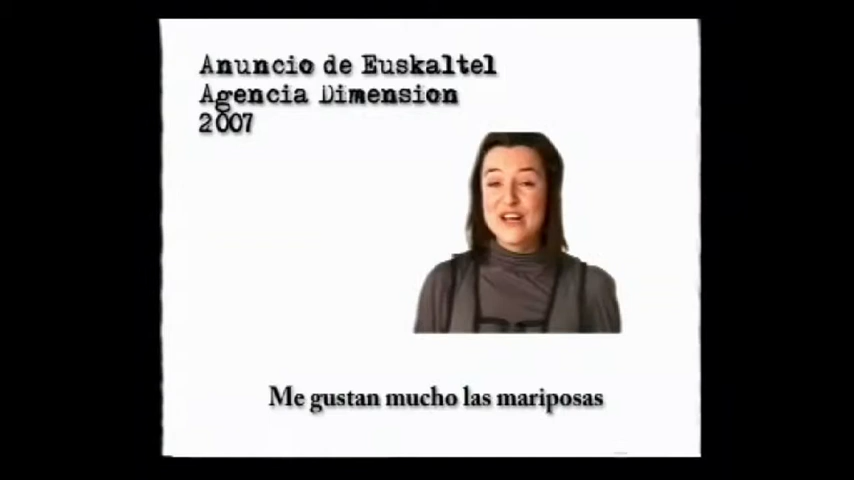 Anuncio de Euskaltel
Agencia Dimension
2007
Me gustan mucho las mariposas